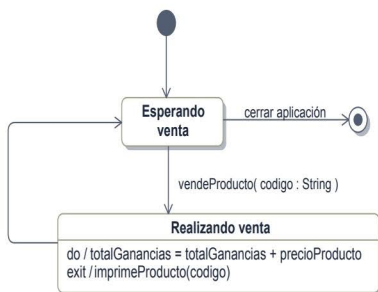 Esperando
venta
cerrar aplicación
vendeProducto( codigo : String )
Realizando venta
do / totalGanancias = totalGanancias + precioProducto
exit / imprimeProducto(codigo)